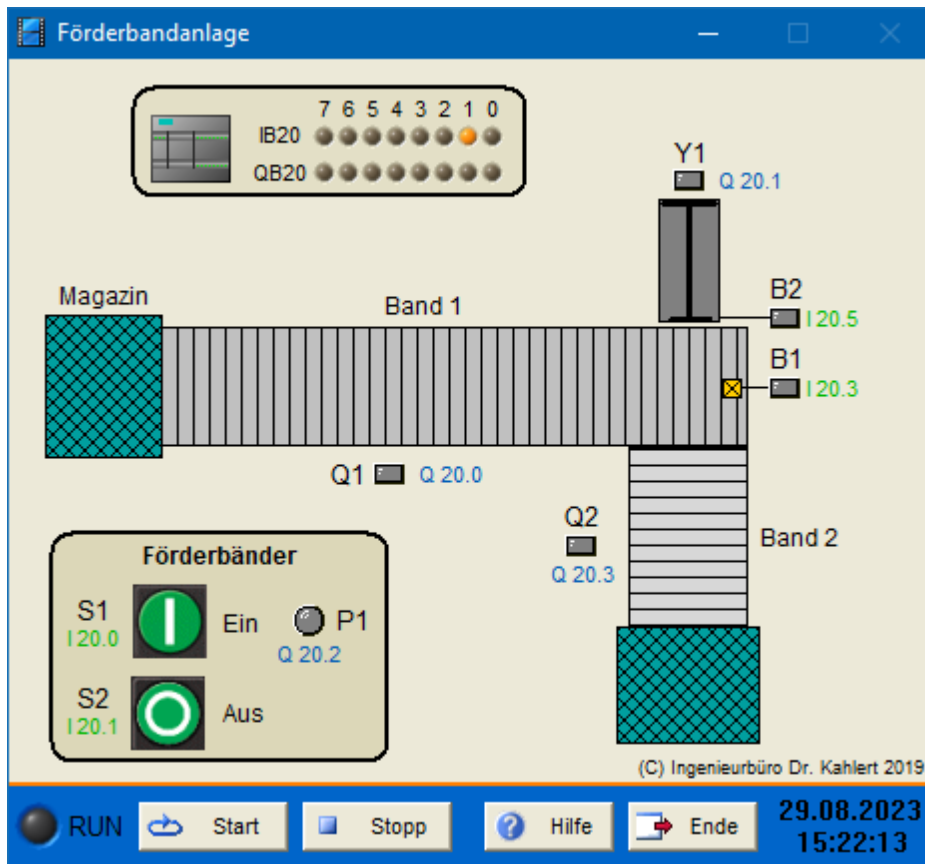 Förderbandanlage
7 6 5 4 3 2 1 0
IB20
QB20
Y1
Q 20.1
Magazin
Band 1
B2
I 20.5
B1
I 20.3
Q1
Q 20.0
Q2
Q 20.3
Band 2
Förderbänder
S1
I 20.0
Ein
P1
Q 20.2
S2
I 20.1
Aus
(C) Ingenieurbüro Dr. Kahlert 2019
RUN
Start
Stopp
Hilfe
Ende
29.08.2023
15:22:13